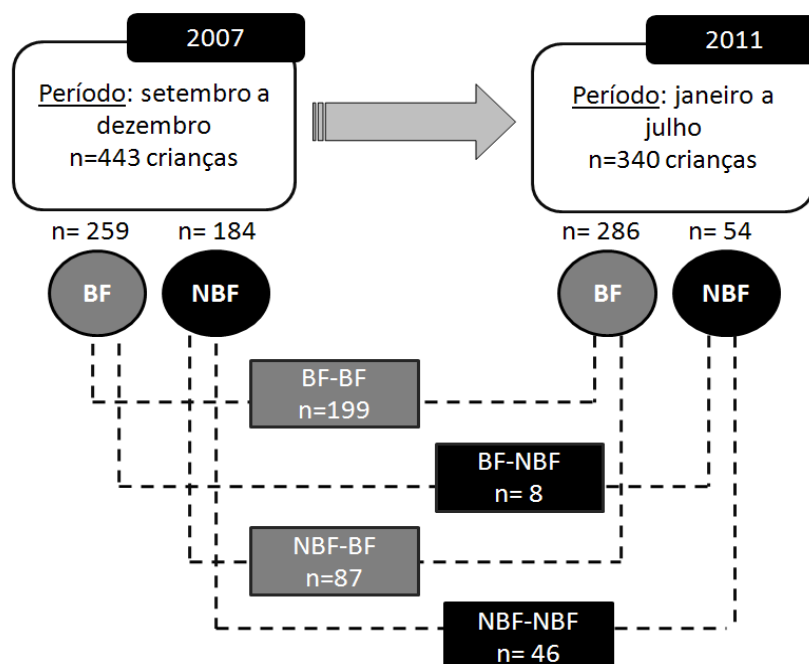 2007
Período: setembro a
dezembro
n=443 crianças
2011
Período: janeiro a
julho
n=340 crianças
n= 259
n= 184
n= 286
n= 54
BF
NBF
BF
NBF
BF-BF
n=199
BF-NBF
n= 8
NBF-BF
n=87
NBF-NBF
n= 46